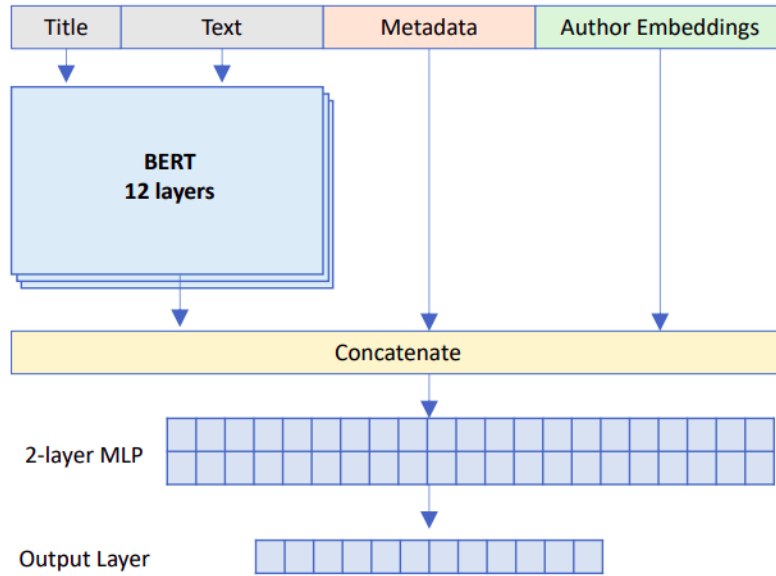 Title Text Metadata Author Embeddings
BERT
12 layers
Concatenate
2-layer MLP
Output Layer